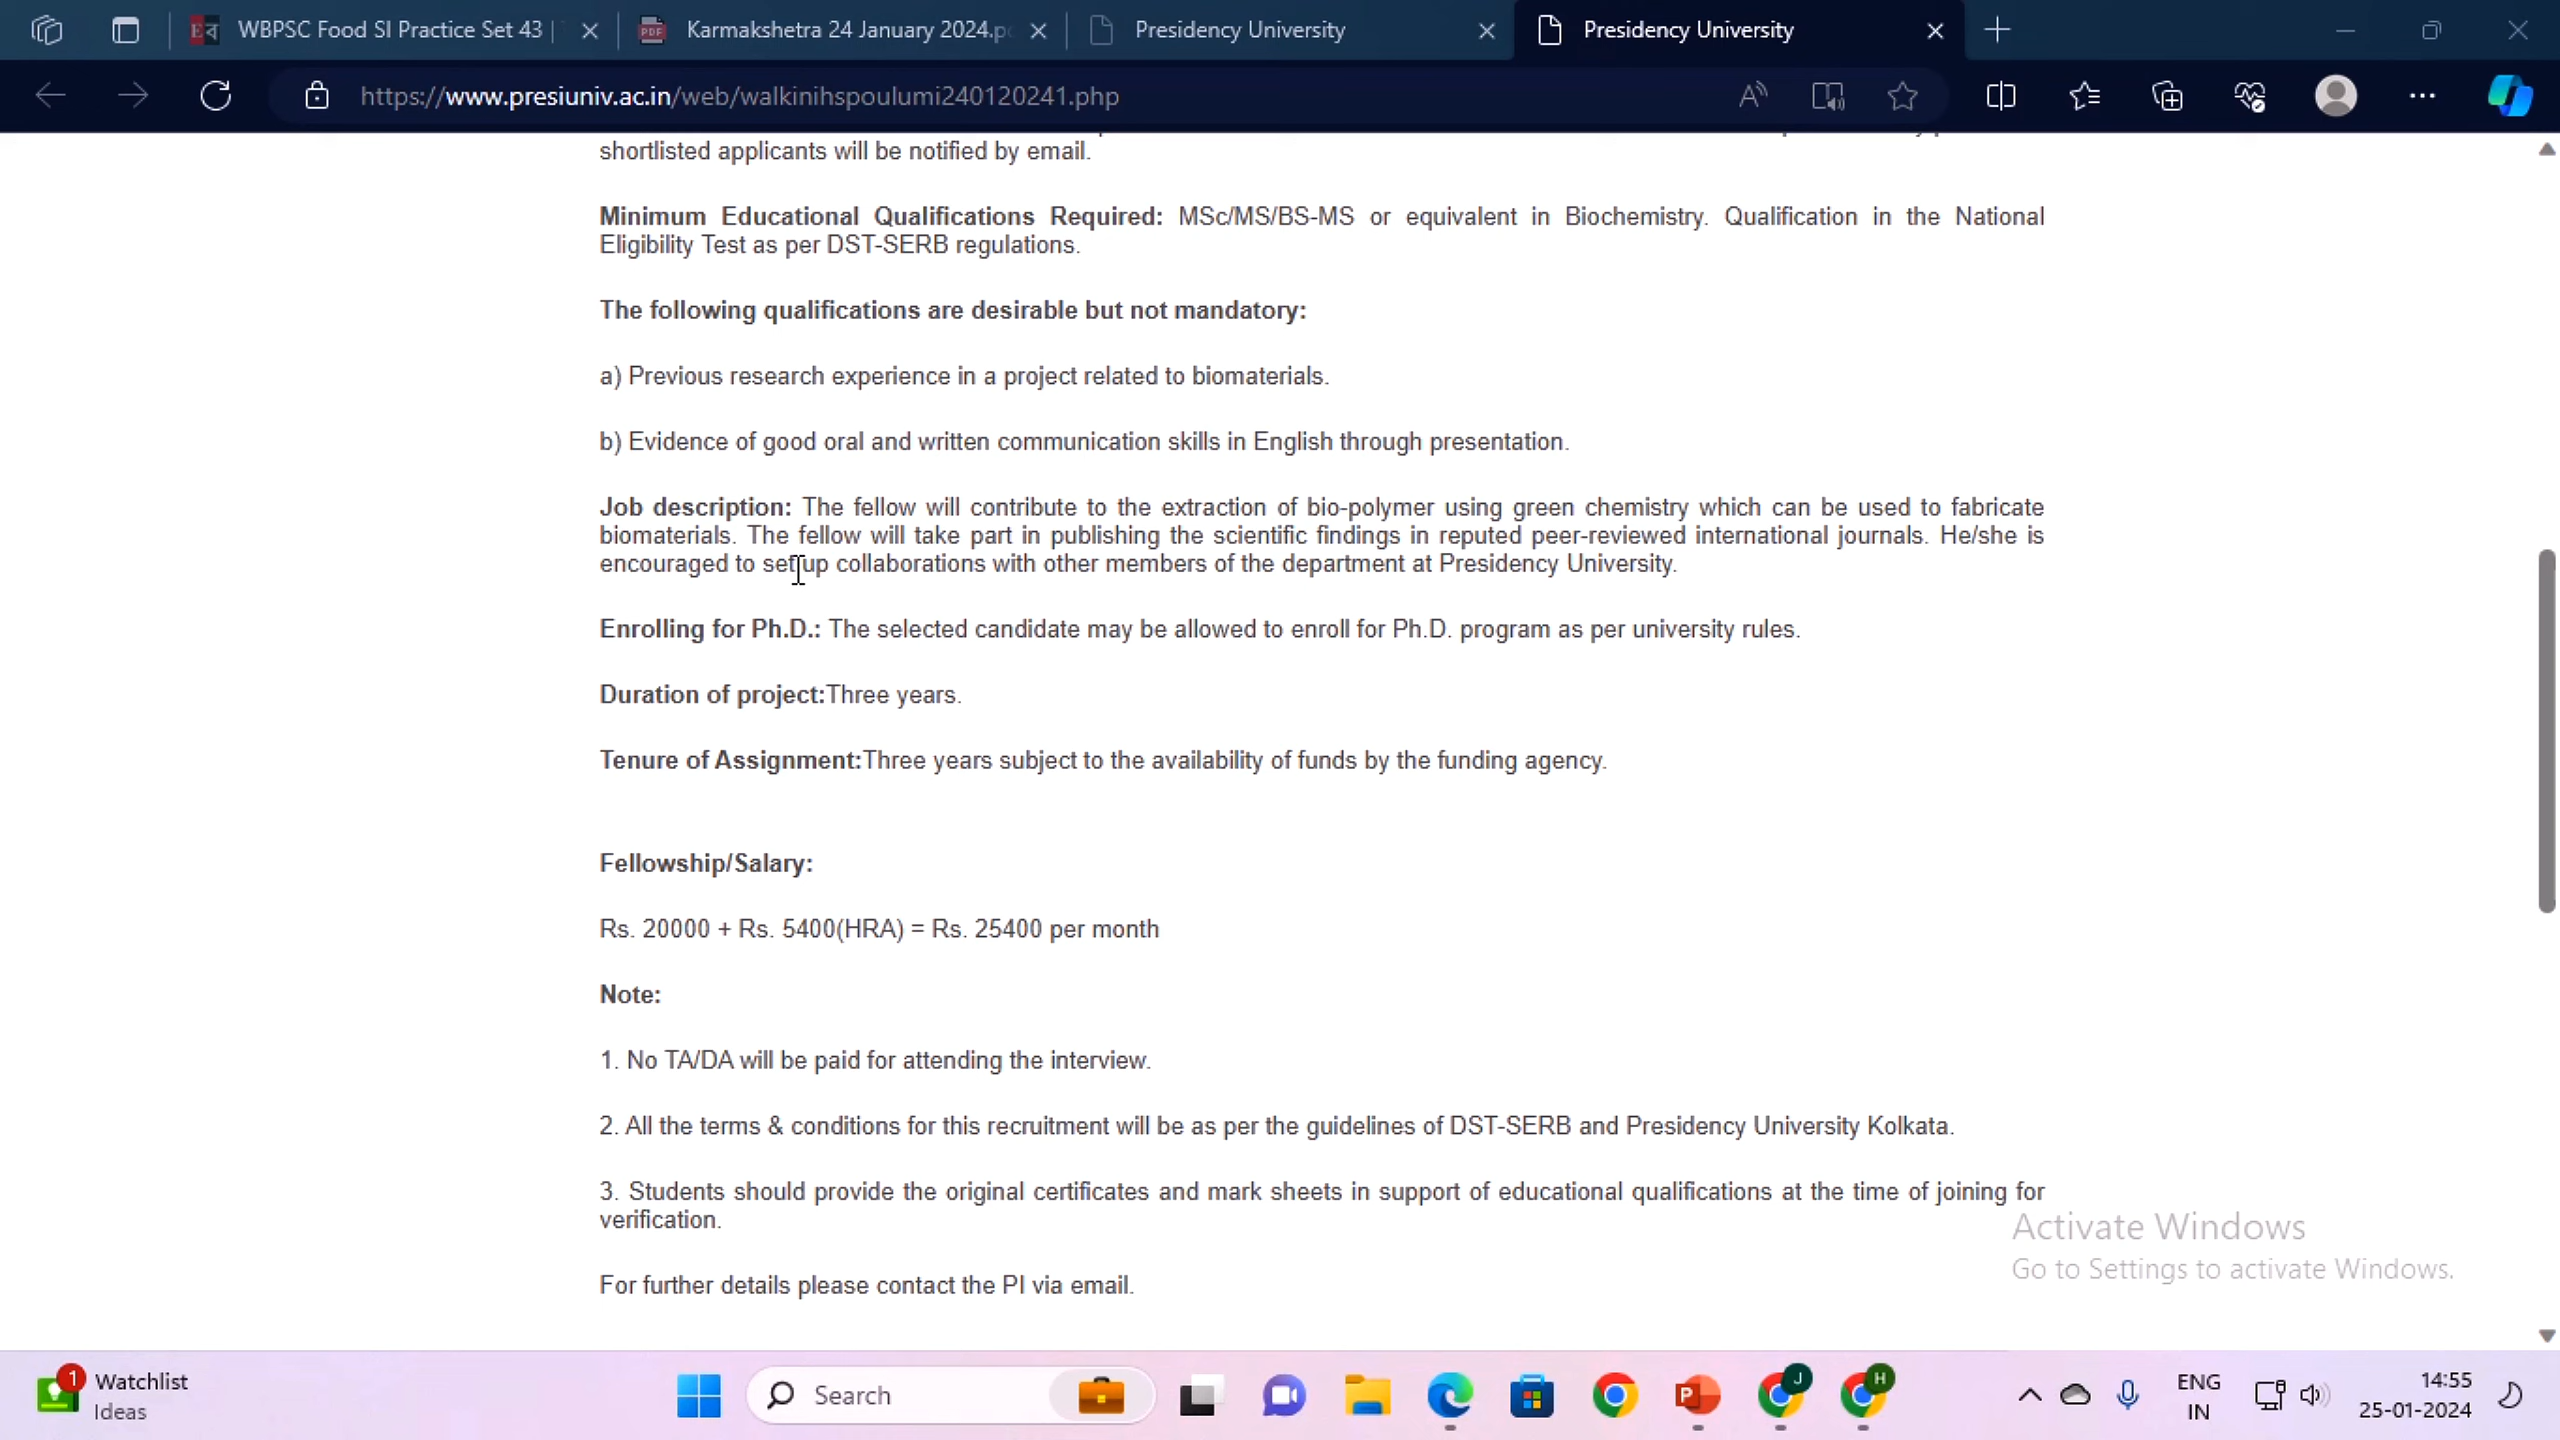 WBPSC Food SI Practice Set 43 |
Karmakshetra 24 January 2024.p
Presidency University
Presidency University
https://www.presiuniv.ac.in/web/walkinihspoulumi240120241.php
shortlisted applicants will be notified by email.
Minimum Educational Qualifications Required: MSc/MS/BS-MS or equivalent in Biochemistry. Qualification in the National
Eligibility Test as per DST-SERB regulations.
The following qualifications are desirable but not mandatory:
a) Previous research experience in a project related to biomaterials.
b) Evidence of good oral and written communication skills in English through presentation.
Job description: The fellow will contribute to the extraction of bio-polymer using green chemistry which can be used to fabricate
biomaterials. The fellow will take part in publishing the scientific findings in reputed peer-reviewed international journals. He/she is
encouraged to set up collaborations with other members of the department at Presidency University.
Enrolling for Ph.D.: The selected candidate may be allowed to enroll for Ph.D. program as per university rules.
Duration of project:Three years.
Tenure of Assignment:Three years subject to the availability of funds by the funding agency.
Fellowship/Salary:
Rs. 20000 + Rs. 5400(HRA) = Rs. 25400 per month
Note:
1. No TA/DA will be paid for attending the interview.
2. All the terms & conditions for this recruitment will be as per the guidelines of DST-SERB and Presidency University Kolkata.
3. Students should provide the original certificates and mark sheets in support of educational qualifications at the time of joining for
verification.
For further details please contact the PI via email.
Activate Windows
Go to Settings to activate Windows.
1
Watchlist
Ideas
Search
J
H
ENG
IN
14:55
25-01-2024